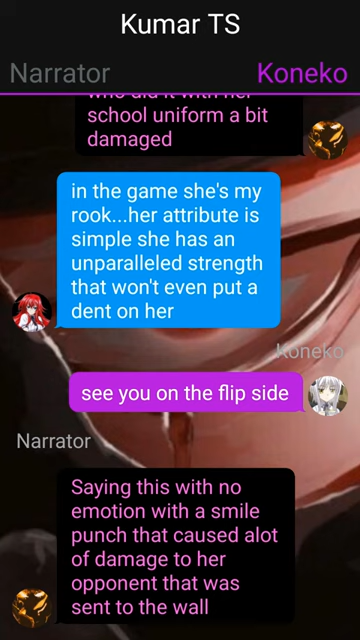 Kumar TS
Narrator
Koneko
who did it with her
school uniform a bit
damaged
in the game she's my
rook...her attribute is
simple she has an
unparalleled strength
that won't even put a
dent on her
Koneko
see you on the flip side
Narrator
Saying this with no
emotion with a smile
punch that caused alot
of damage to her
opponent that was
sent to the wall